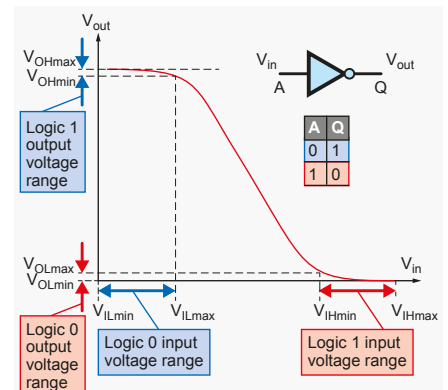 Vout
VOHmax
VOHmin
Logic 1
output
voltage
range
Vin
Vout
A
Q
A Q
0 1
1 0
VOLmax
VOLmin
Vin
VILmin
VILmax
VIHmin
VIHmax
Logic 0
output
voltage
range
Logic 0 input
voltage range
Logic 1 input
voltage range